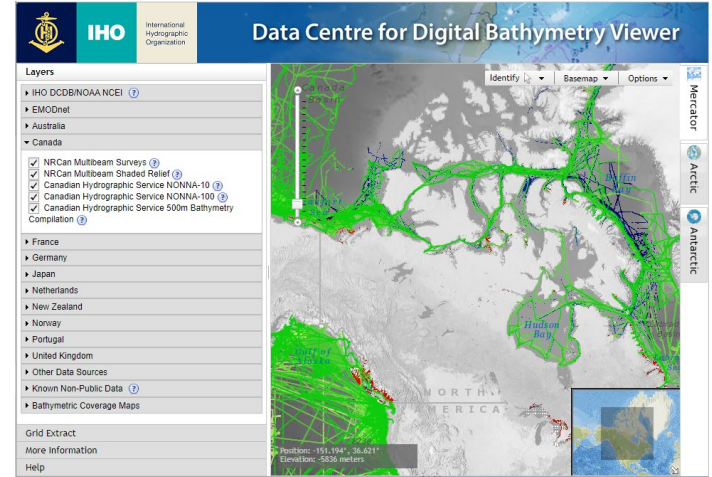 IHO
International
Hydrographic
Organization
Data Centre for Digital Bathymetry Viewer
Layers
IHO DCDB/NOAA NCEI (?)
EMODnet
Australia
Canada
NRCan Multibeam Surveys (?)
NRCan Multibeam Shaded Relief (?)
Canadian Hydrographic Service NONNA-10 (?)
Canadian Hydrographic Service NONNA-100 (?)
Canadian Hydrographic Service 500m Bathymetry
Compilation (?)
France
Germany
Japan
Netherlands
New Zealand
Norway
Portugal
United Kingdom
Other Data Sources
Known Non-Public Data (?)
Bathymetric Coverage Maps
Grid Extract
More Information
Help
Identify
Basemap
Options
Mercator
Arctic
Antarctic
Canada
Baffin
Bay
Hudson
Bay
Gulf of
Alaska
NORTH
AMERICA
Position: -151.194°, 36.621°
Elevation: -5836 meters